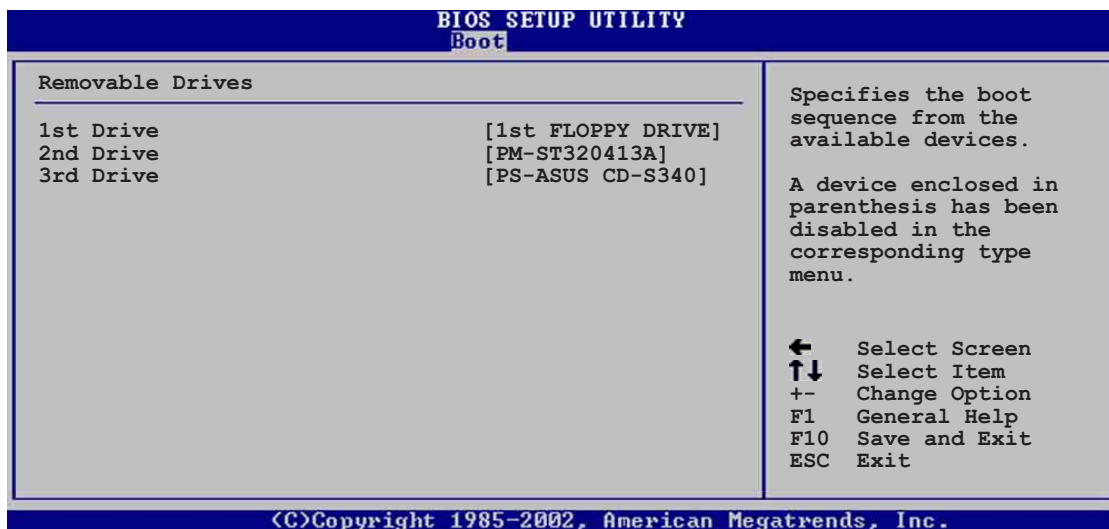 BIOS SETUP UTILITY
Boot
Removable Drives
1st Drive [1st FLOPPY DRIVE]
2nd Drive [PM-ST320413A]
3rd Drive [PS-ASUS CD-S340]
Specifies the boot
sequence from the
available devices.
A device enclosed in
parenthesis has been
disabled in the
corresponding type
menu.
← Select Screen
↑↓ Select Item
+- Change Option
F1 General Help
F10 Save and Exit
ESC Exit
(C)Copyright 1985-2002, American Megatrends, Inc.